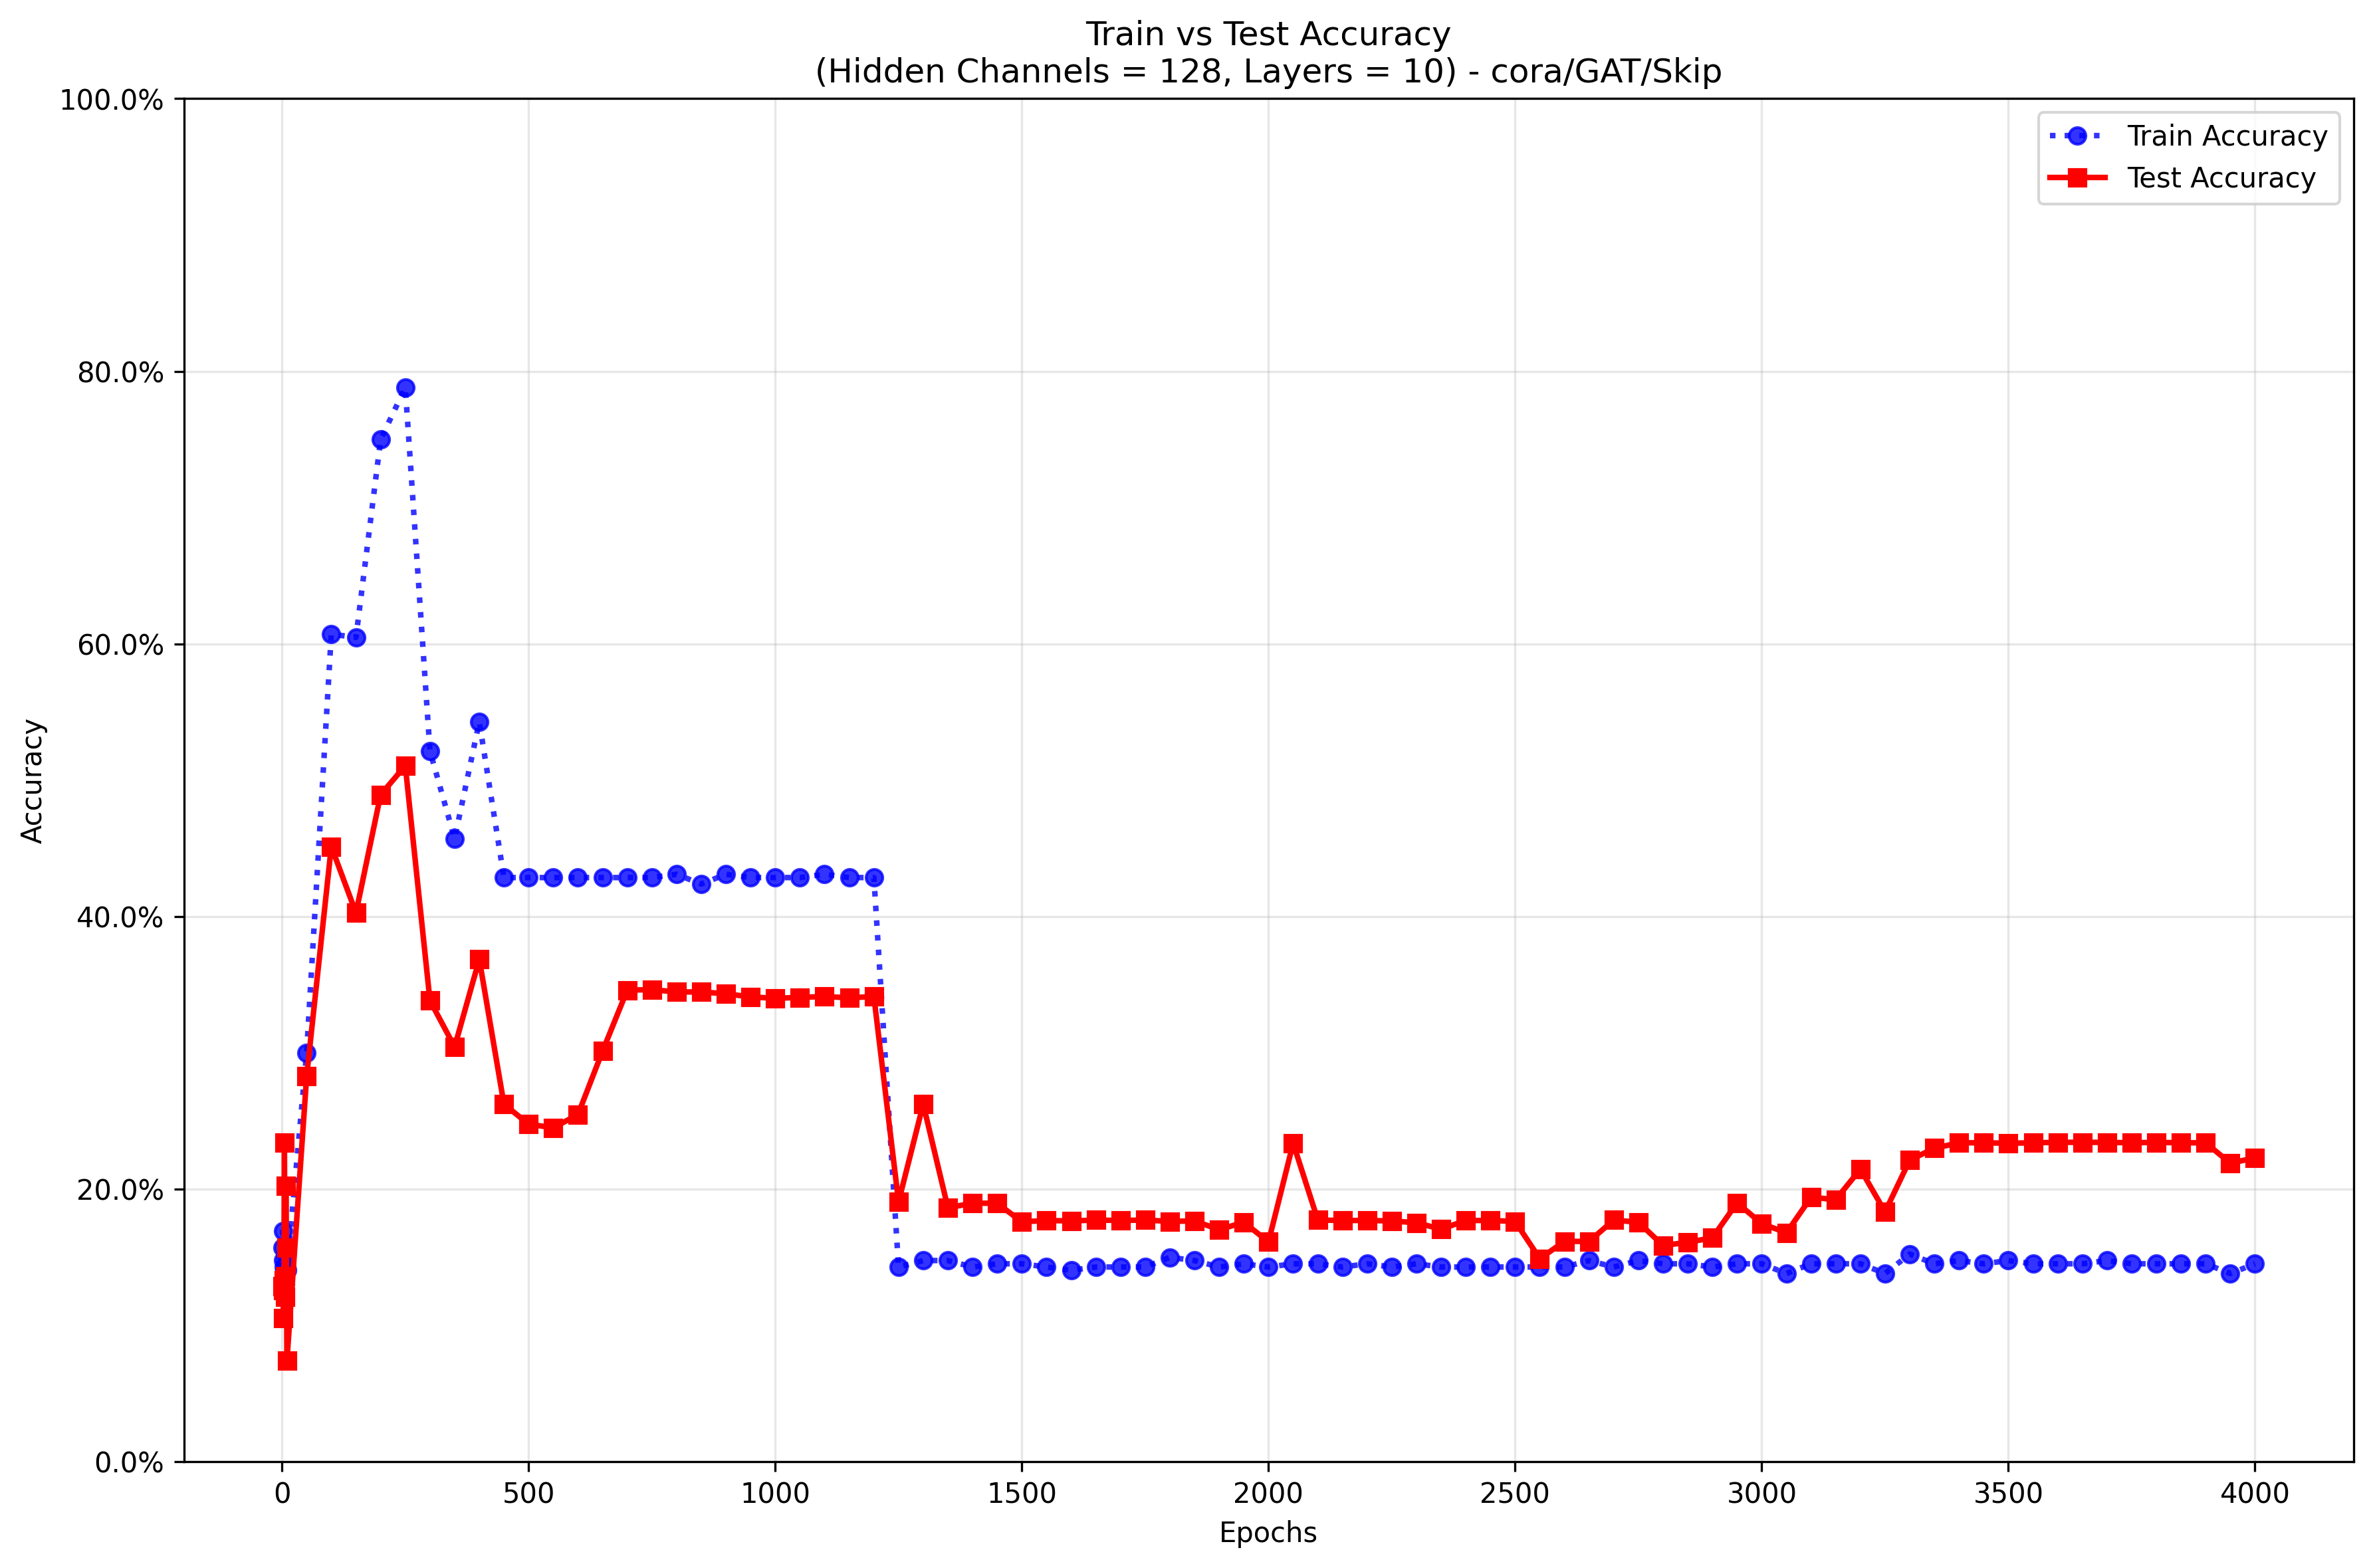 Train vs Test Accuracy
(Hidden Channels = 128, Layers = 10) - cora/GAT/Skip
100.0%
80.0%
60.0%
40.0%
20.0%
0.0%
Accuracy
Train Accuracy
Test Accuracy
0 500 1000 1500 2000 2500 3000 3500 4000
Epochs